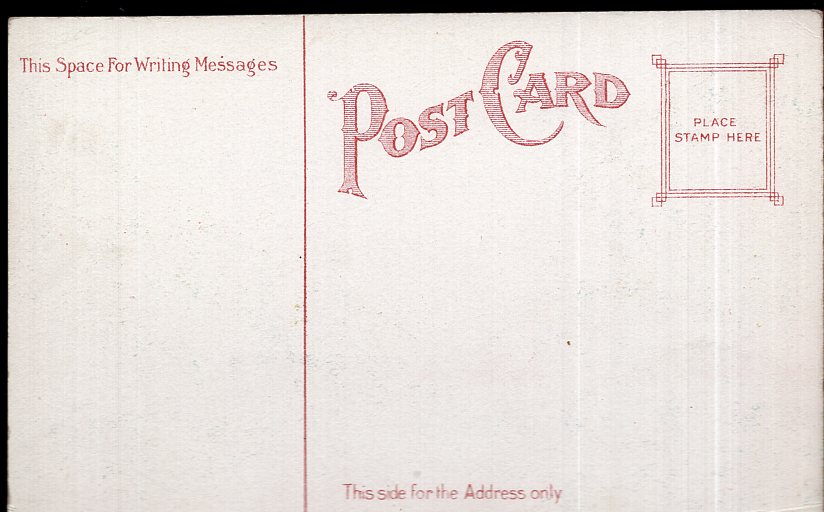 This Space For Writing Messages
POST CARD
PLACE
STAMP HERE
This side for the Address only